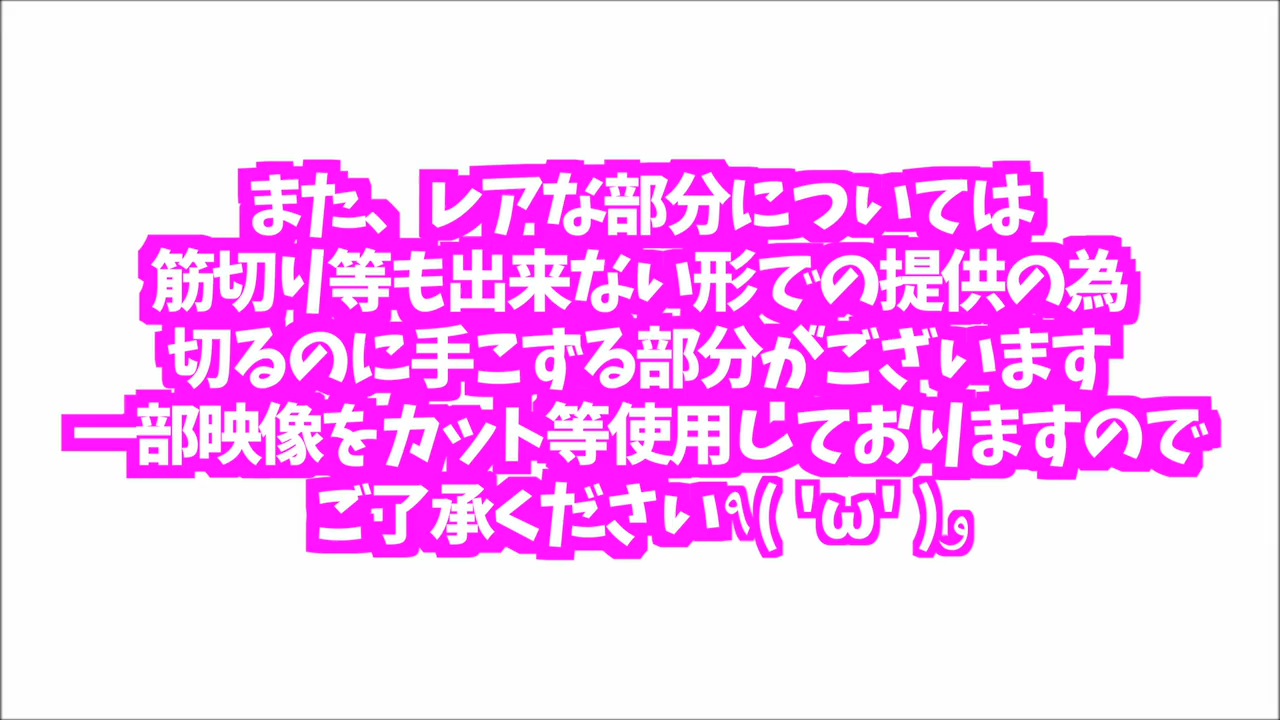 また、レアな部分については
筋切り等も出来ない形での提供の為
切るのに手こずる部分がございます
一部映像をカット等使用しておりますので
ご了承ください٩( 'ω' )و